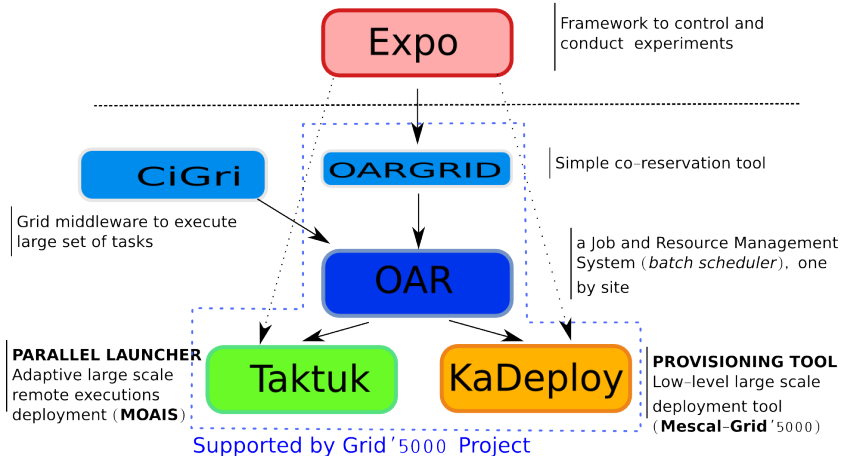 Expo
Framework to control and
conduct experiments
CiGri
OARGRID
Simple co-reservation tool
Grid middleware to execute
large set of tasks
OAR
a Job and Resource Management
System (batch scheduler), one
by site
PARALLEL LAUNCHER
Adaptive large scale
remote executions
deployment (MOAIS)
Taktuk
KaDeploy
PROVISIONING TOOL
Low-level large scale
deployment tool
(Mescal-Grid'5000)
Supported by Grid'5000 Project